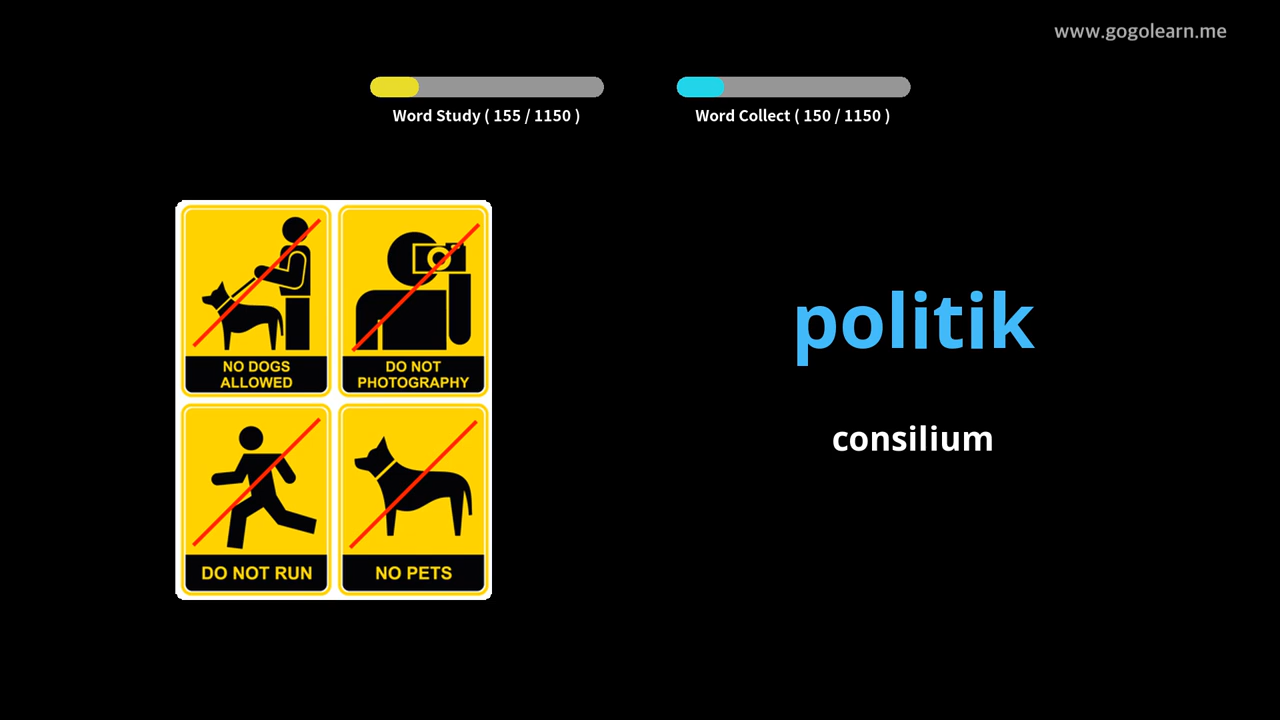 www.gogolearn.me
Word Study ( 155 / 1150 )
Word Collect ( 150 / 1150 )
NO DOGS
ALLOWED
DO NOT
PHOTOGRAPHY
DO NOT RUN
NO PETS
politik
consilium